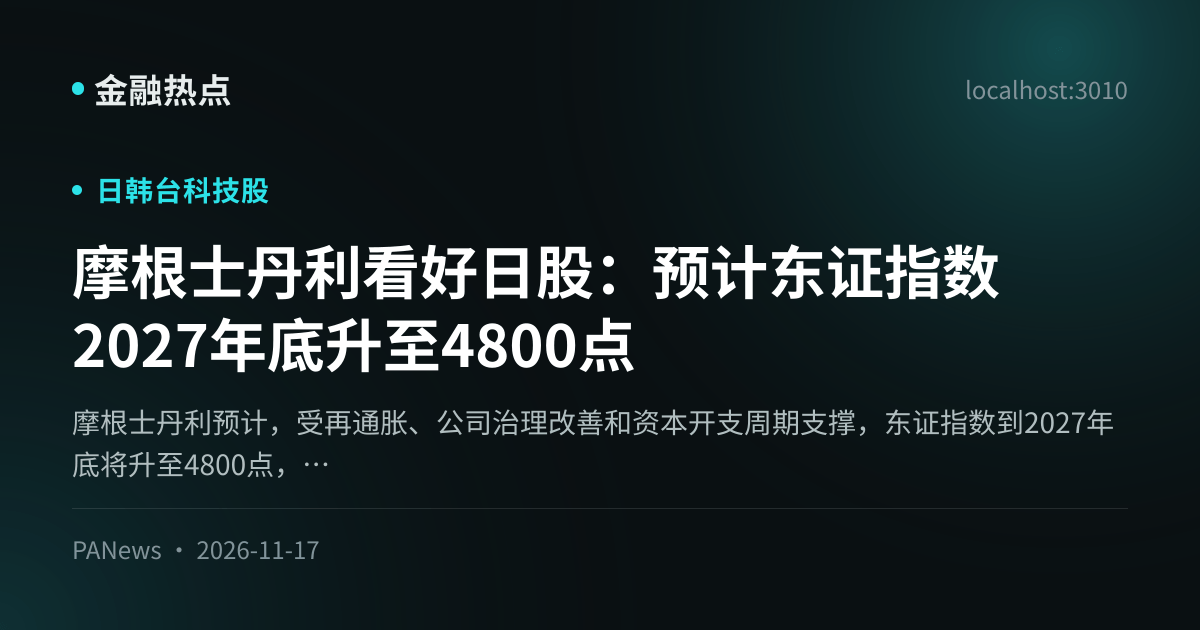 金融热点
localhost:3010
日韩台科技股
摩根士丹利看好日股：预计东证指数
2027年底升至4800点
摩根士丹利预计，受再通胀、公司治理改善和资本开支周期支撑，东证指数到2027年
底将升至4800点，…
PANews • 2026-11-17